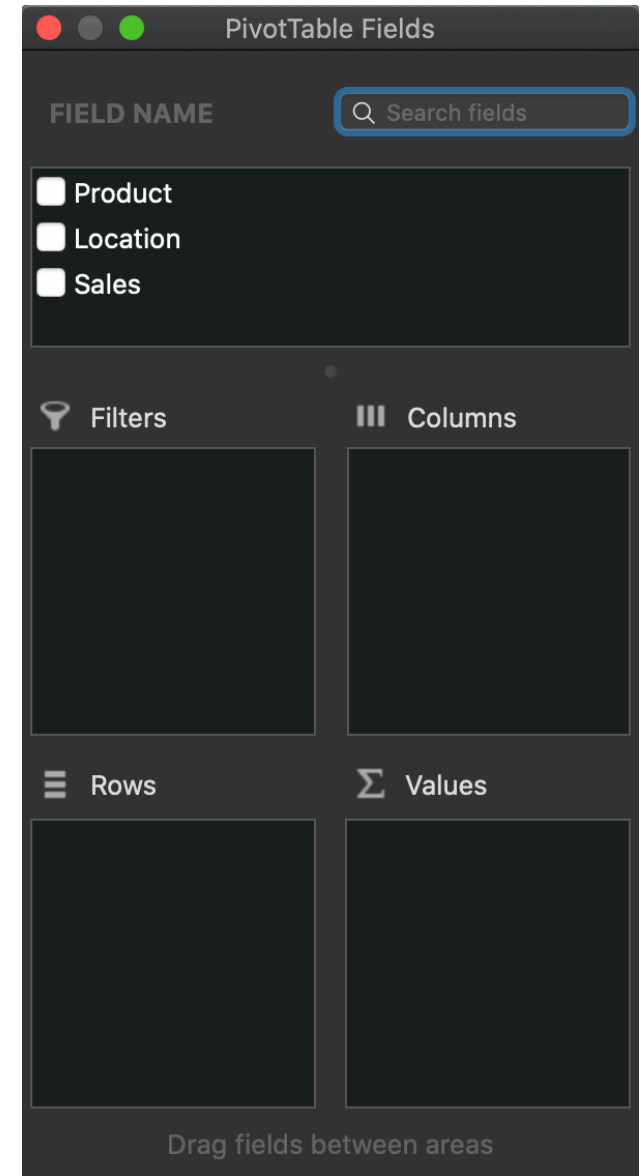 PivotTable Fields
FIELD NAME
Search fields
Product
Location
Sales
Filters
Columns
Rows
Values
Drag fields between areas